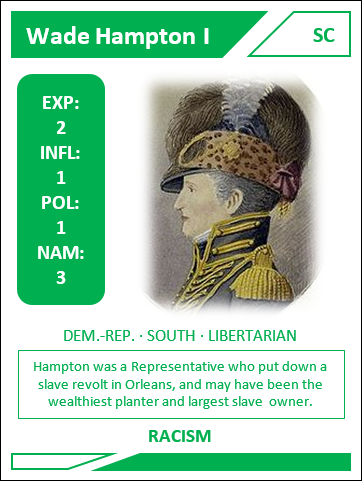 Wade Hampton I
SC
EXP:
2
INFL:
1
POL:
1
NAM:
3
DEM.-REP. · SOUTH · LIBERTARIAN
Hampton was a Representative who put down a
slave revolt in Orleans, and may have been the
wealthiest planter and largest slave owner.
RACISM